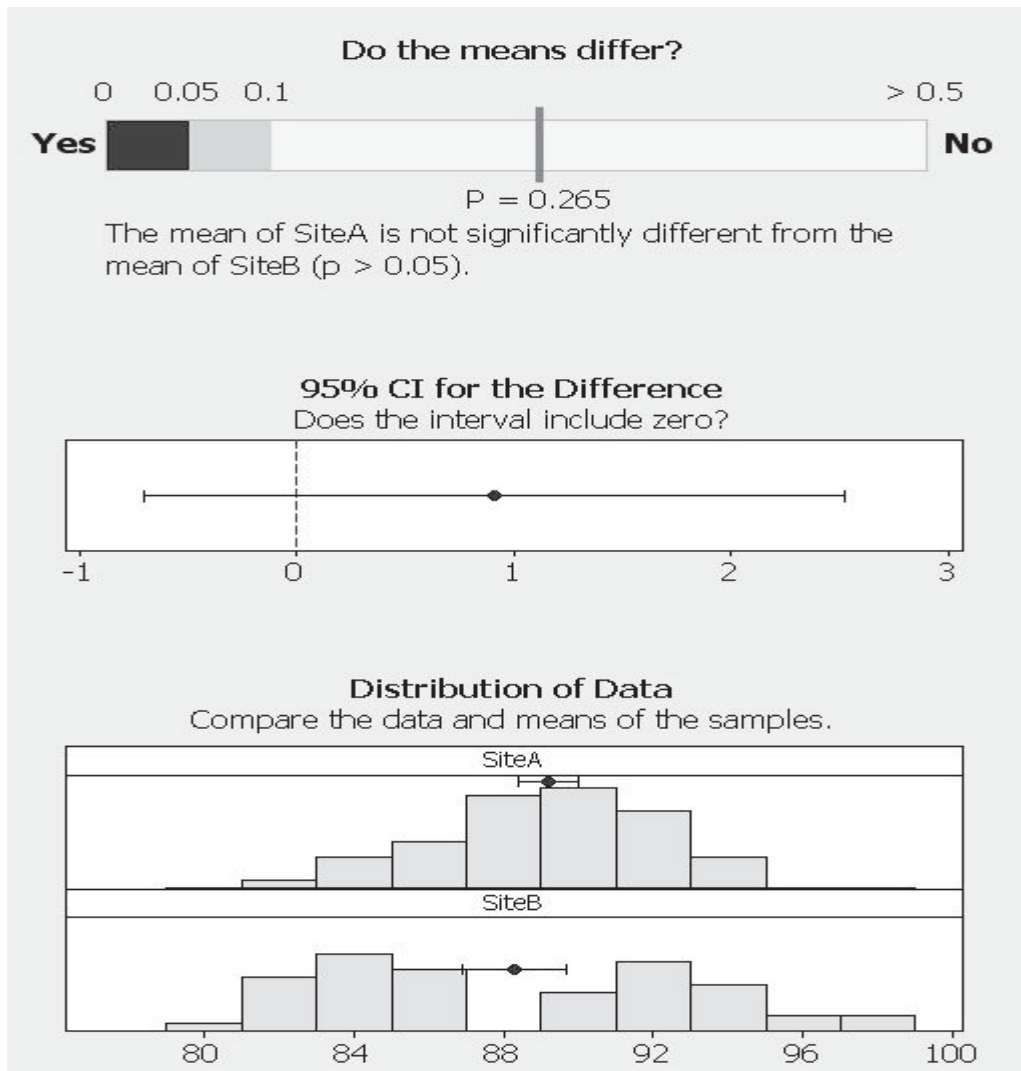 Do the means differ?
0 0.05 0.1 > 0.5
Yes No
P = 0.265
The mean of SiteA is not significantly different from the
mean of SiteB (p > 0.05).
95% CI for the Difference
Does the interval include zero?
-1 0 1 2 3
Distribution of Data
Compare the data and means of the samples.
SiteA
SiteB
80 84 88 92 96 100